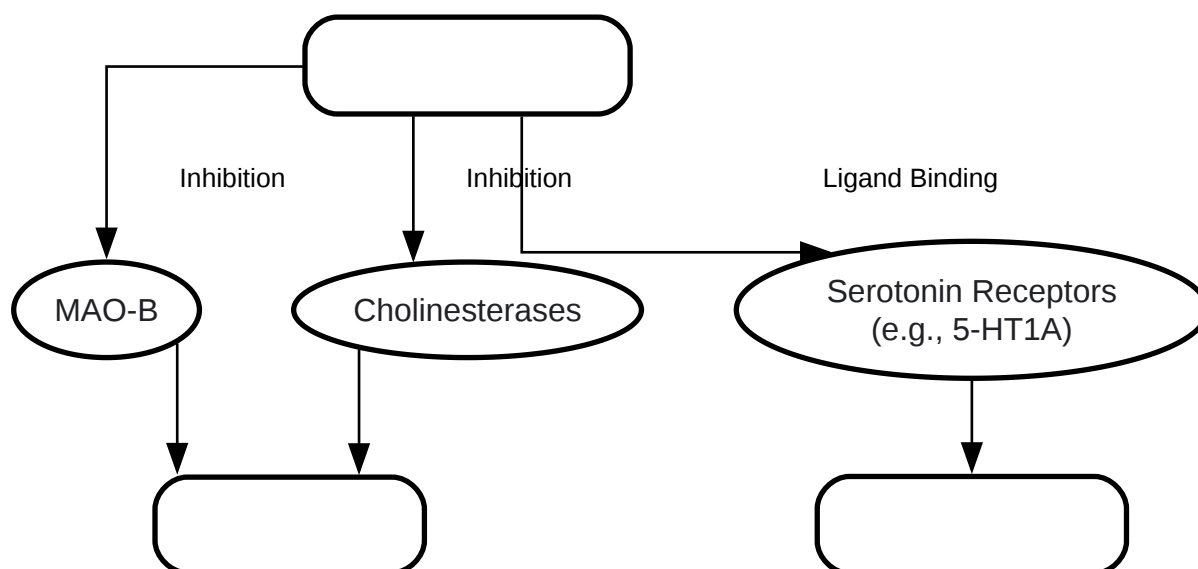 Inhibition
Inhibition
Ligand Binding
MAO-B
Cholinesterases
Serotonin Receptors
(e.g., 5-HT1A)